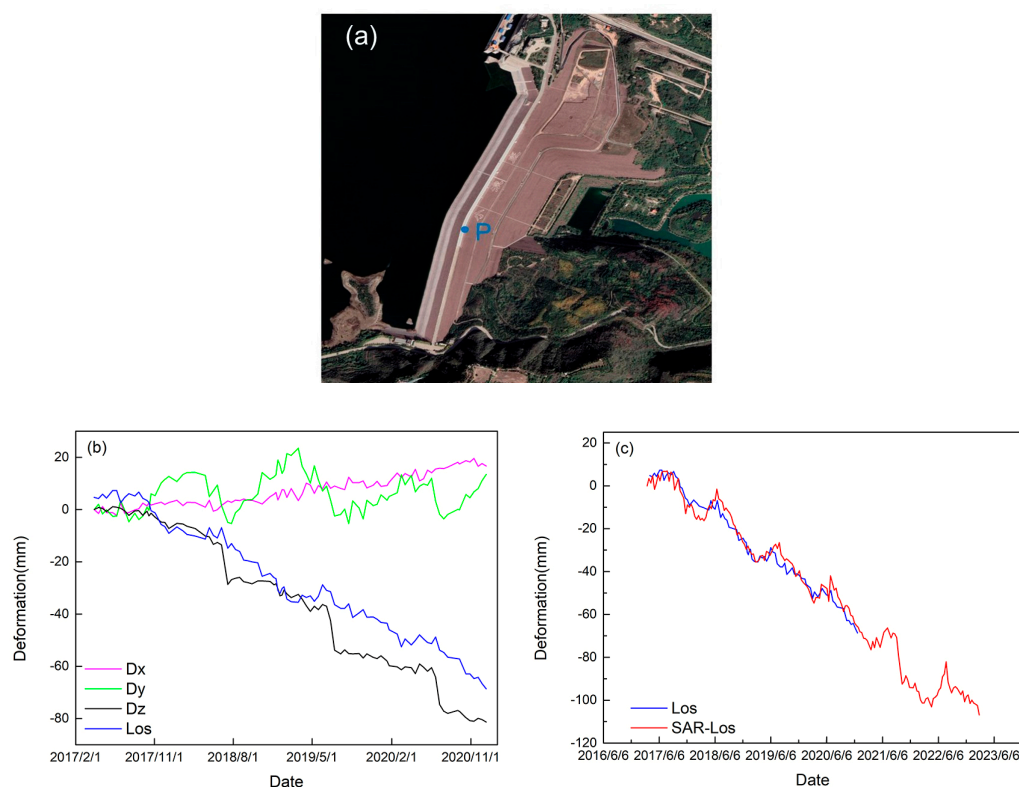 (a)
P
(b)
20
0
-20
-40
-60
-80
Deformation(mm)
Dx
Dy
Dz
Los
2017/2/1 2017/11/1 2018/8/1 2019/5/1 2020/2/1 2020/11/1
Date
(c)
20
0
-20
-40
-60
-80
-100
-120
Deformation(mm)
Los
SAR-Los
2016/6/6 2017/6/6 2018/6/6 2019/6/6 2020/6/6 2021/6/6 2022/6/6 2023/6/6
Date